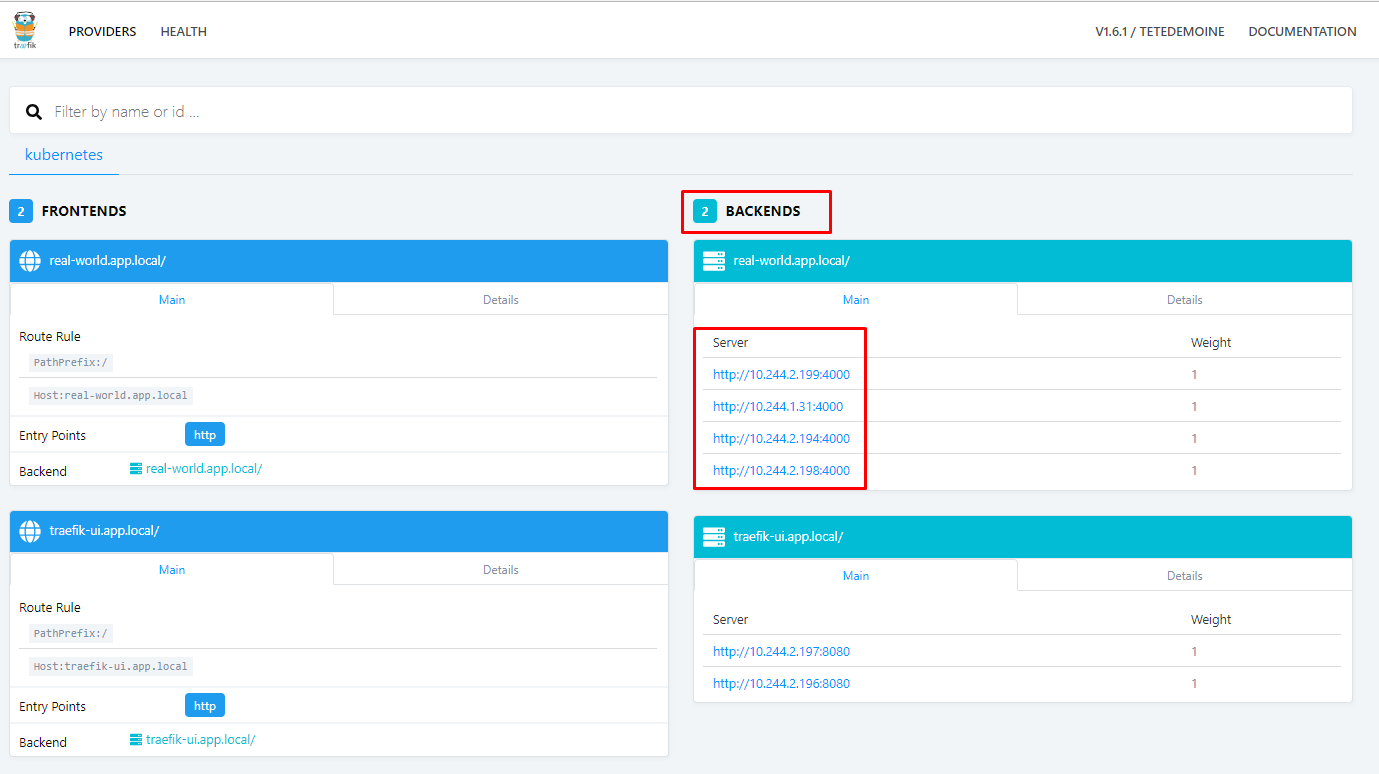 træfik
PROVIDERS HEALTH V1.6.1 / TETEDEMOINE DOCUMENTATION
Filter by name or id ...
kubernetes
2 FRONTENDS
real-world.app.local/
Main Details
Route Rule
PathPrefix:/
Host:real-world.app.local
Entry Points http
Backend real-world.app.local/
traefik-ui.app.local/
Main Details
Route Rule
PathPrefix:/
Host:traefik-ui.app.local
Entry Points http
Backend traefik-ui.app.local/
2 BACKENDS
real-world.app.local/
Main Details
Server Weight
http://10.244.2.199:4000 1
http://10.244.1.31:4000 1
http://10.244.2.194:4000 1
http://10.244.2.198:4000 1
traefik-ui.app.local/
Main Details
Server Weight
http://10.244.2.197:8080 1
http://10.244.2.196:8080 1